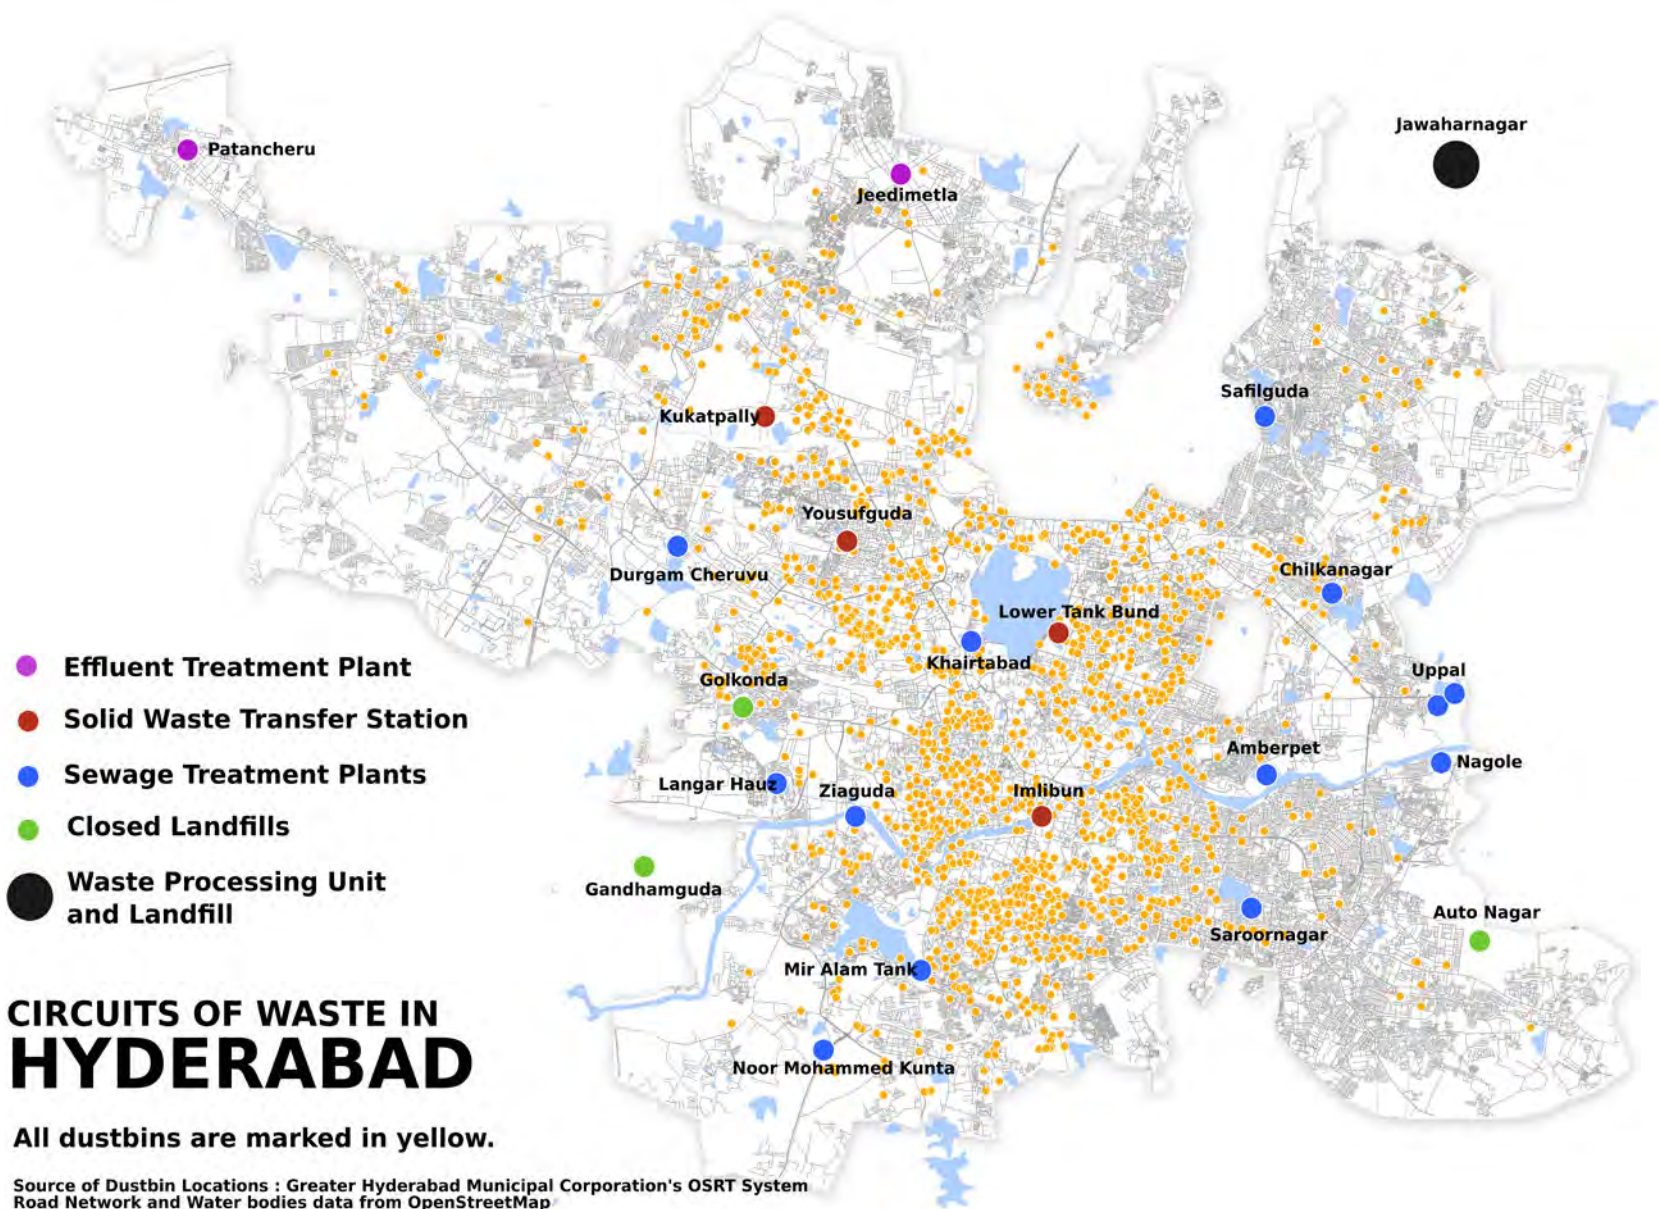 Jawaharnagar
Patancheru
Jeedimetla
Safilguda
Kukatpally
Yousufguda
Durgam Cheruvu
Chilkanagar
Lower Tank Bund
Khairtabad
Effluent Treatment Plant
Golkonda
Uppal
Solid Waste Transfer Station
Amberpet
Nagole
Sewage Treatment Plants
Langar Hauz
Ziaguda
Imlibun
Closed Landfills
Gandhamguda
Waste Processing Unit
and Landfill
Auto Nagar
Saroornagar
Mir Alam Tank
CIRCUITS OF WASTE IN
HYDERABAD
Noor Mohammed Kunta
All dustbins are marked in yellow.
Source of Dustbin Locations : Greater Hyderabad Municipal Corporation's OSRT System
Road Network and Water bodies data from OpenStreetMap